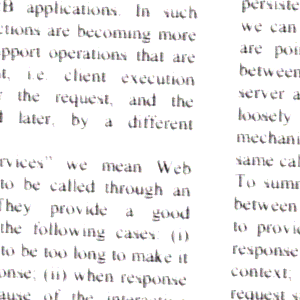 B applications. In such
ctions are becoming more
pport operations that are
t, i.e. client execution
the request, and the
later, by a different
rvices" we mean Web
to be called through an
They provide a good
the following cases: (i)
to be too long to make it
onse; (ii) when response
ause of the
persiste
we can
are poi
between
server a
loosely
mechani
same cal
To sum
between
to provi
response
context;
request s